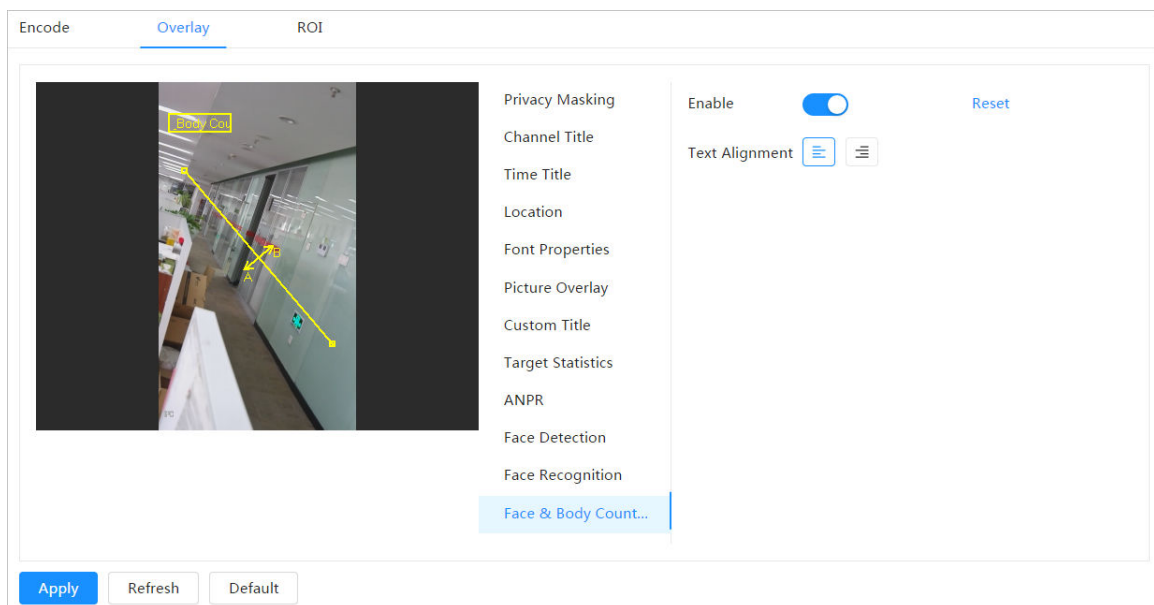 Encode Overlay ROI
Body Cou
B
A
Privacy Masking
Channel Title
Time Title
Location
Font Properties
Picture Overlay
Custom Title
Target Statistics
ANPR
Face Detection
Face Recognition
Face & Body Count...
Enable Reset
Text Alignment
Apply Refresh Default